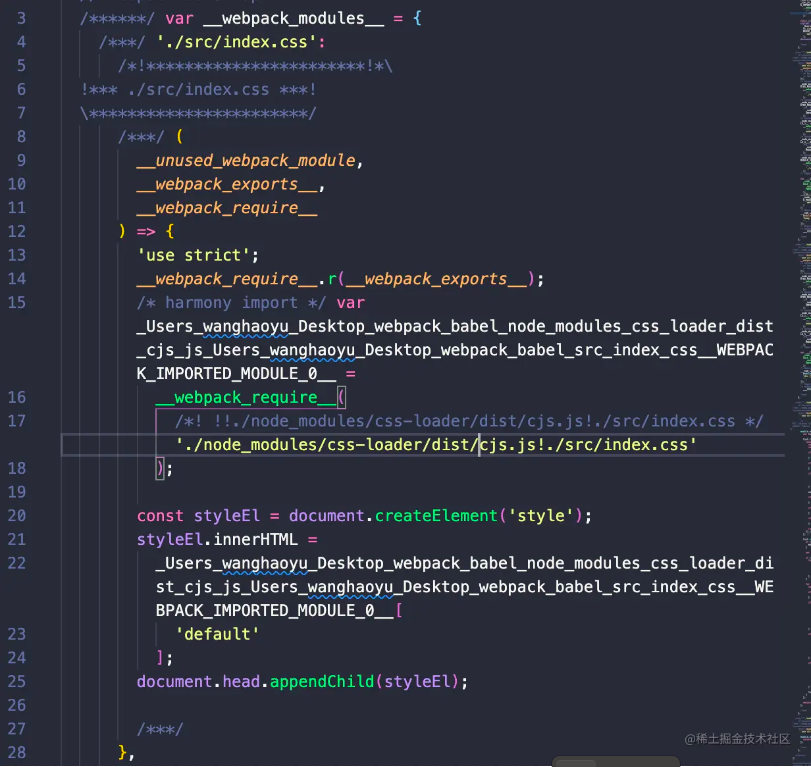 3 /******/ var __webpack_modules__ = {
4 /***/ './src/index.css':
5 /*!***********************!*\
6 !*** ./src/index.css ***!
7 \***********************/
8 /***/ (
9 __unused_webpack_module,
10 __webpack_exports__,
11 __webpack_require__
12 ) => {
13 'use strict';
14 __webpack_require__.r(__webpack_exports__);
15 /* harmony import */ var
_Users_wanghaoyu_Desktop_webpack_babel_node_modules_css_loader_dist
_cjs_js_Users_wanghaoyu_Desktop_webpack_babel_src_index_css__WEBPAC
K_IMPORTED_MODULE_0__ =
16 __webpack_require__(
17 /*! !!./node_modules/css-loader/dist/cjs.js!./src/index.css */
'./node_modules/css-loader/dist/cjs.js!./src/index.css'
18 );
19
20 const styleEl = document.createElement('style');
21 styleEl.innerHTML =
22 _Users_wanghaoyu_Desktop_webpack_babel_node_modules_css_loader_di
st_cjs_js_Users_wanghaoyu_Desktop_webpack_babel_src_index_css__WE
BPACK_IMPORTED_MODULE_0__[
23 'default'
24 ];
25 document.head.appendChild(styleEl);
26
27 /***/
28 },
@稀土掘金技术社区